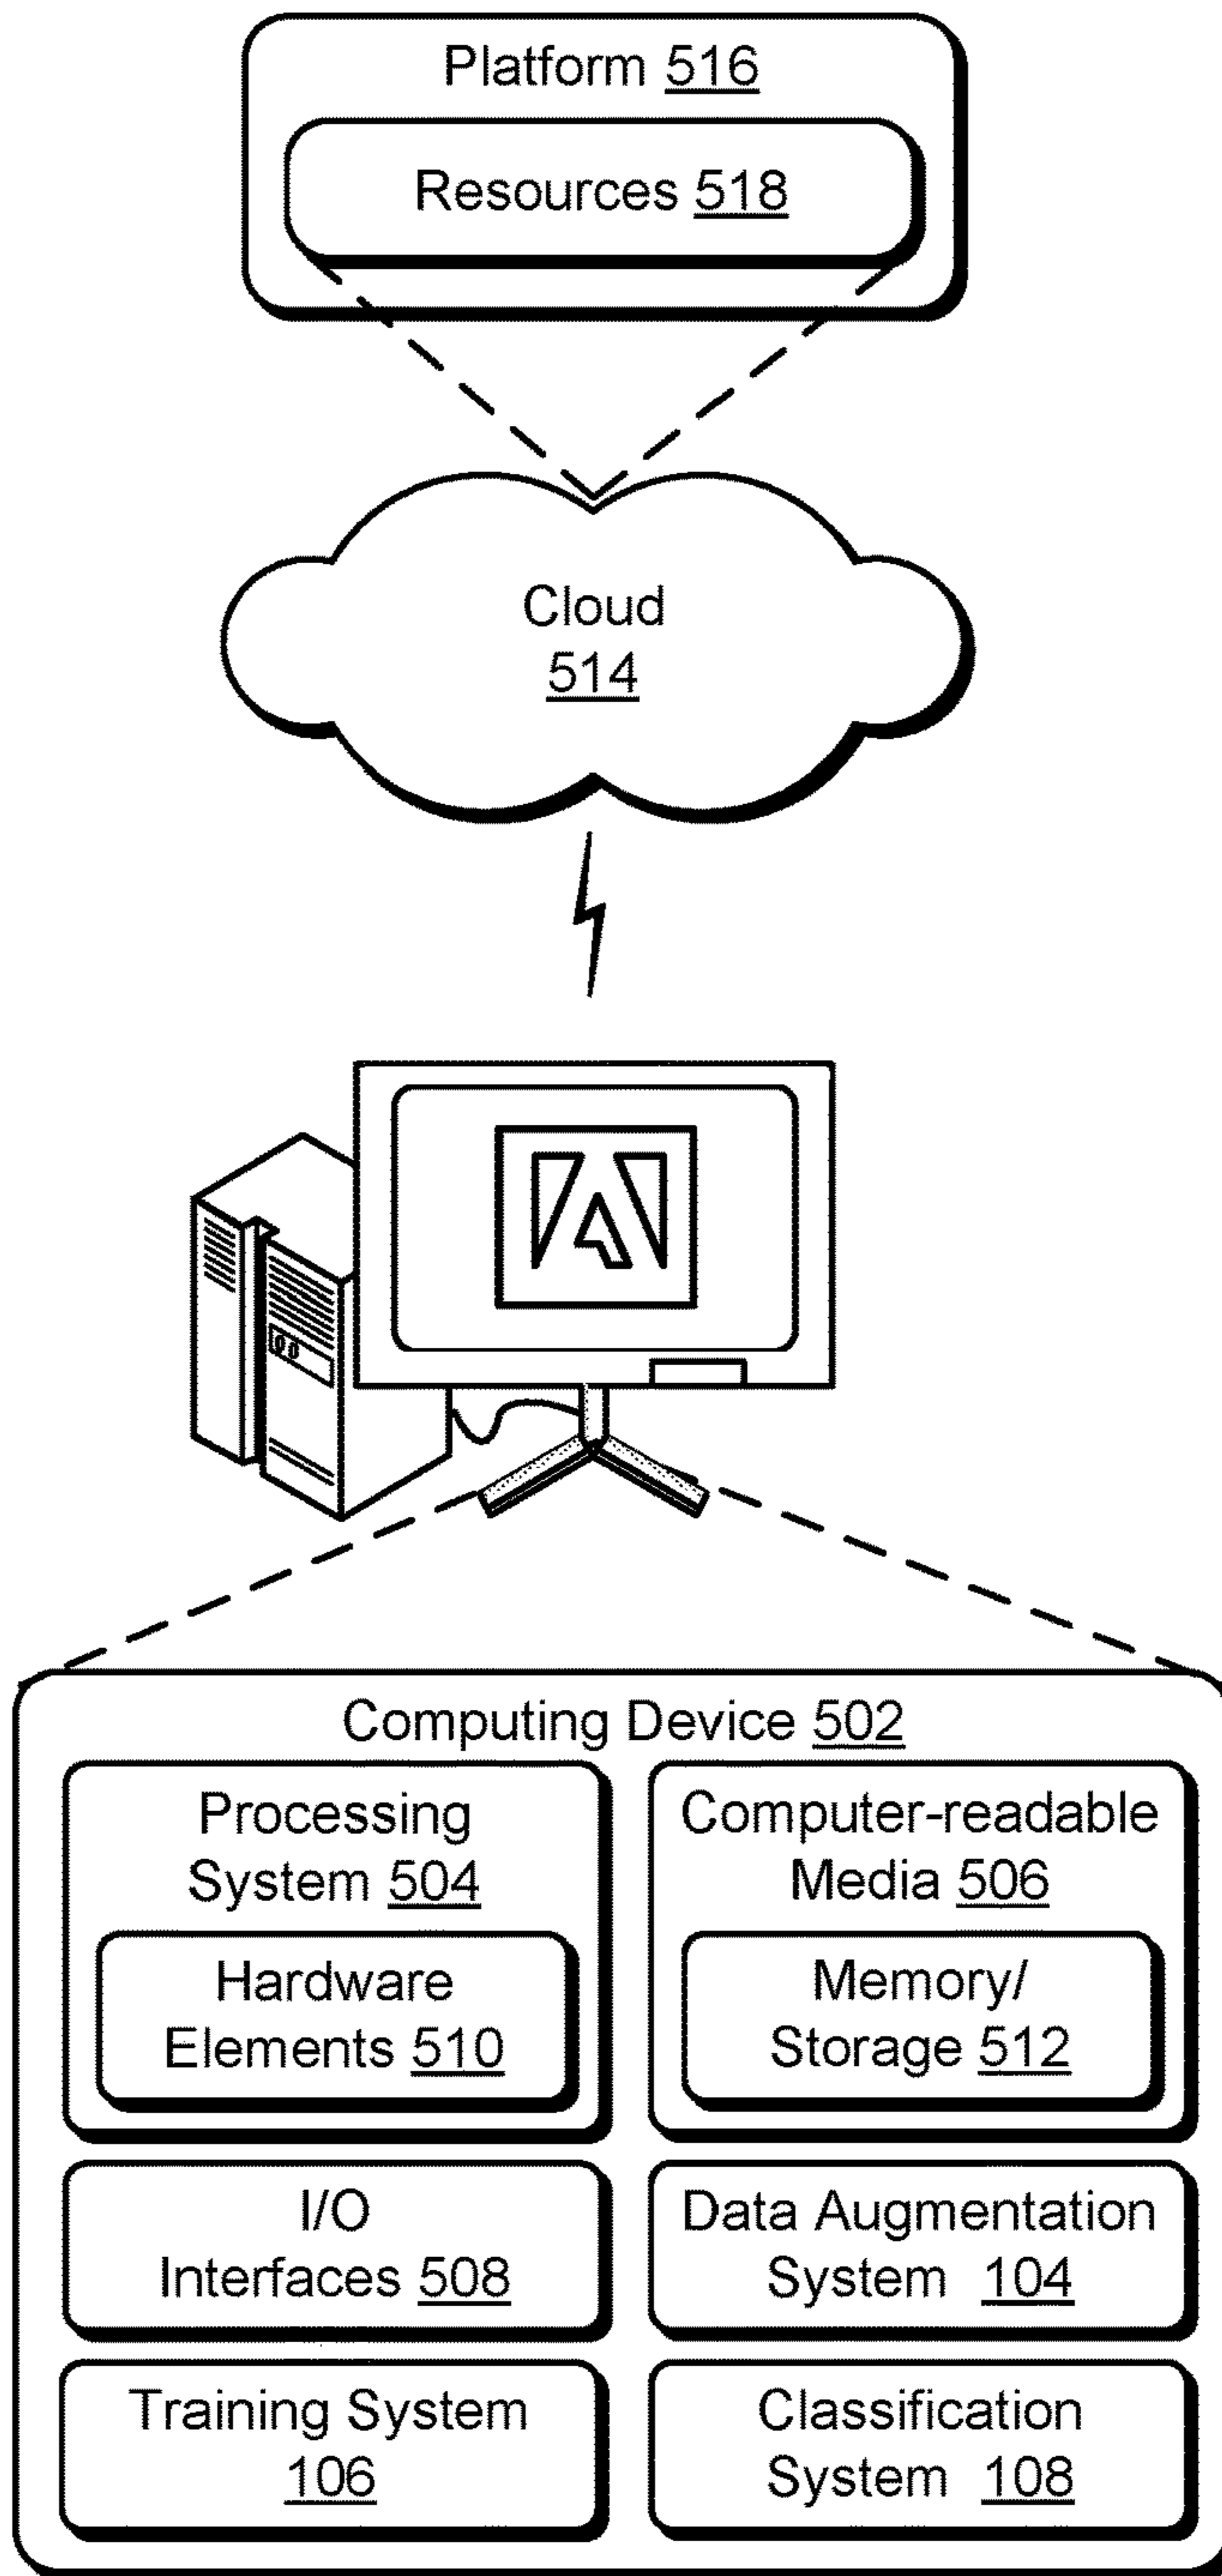 Platform 516
Resources 518
Cloud
514
Computing Device 502
Processing
System 504
Hardware
Elements 510
Computer-readable
Media 506
Memory/
Storage 512
I/O
Interfaces 508
Data Augmentation
System 104
Training System
106
Classification
System 108